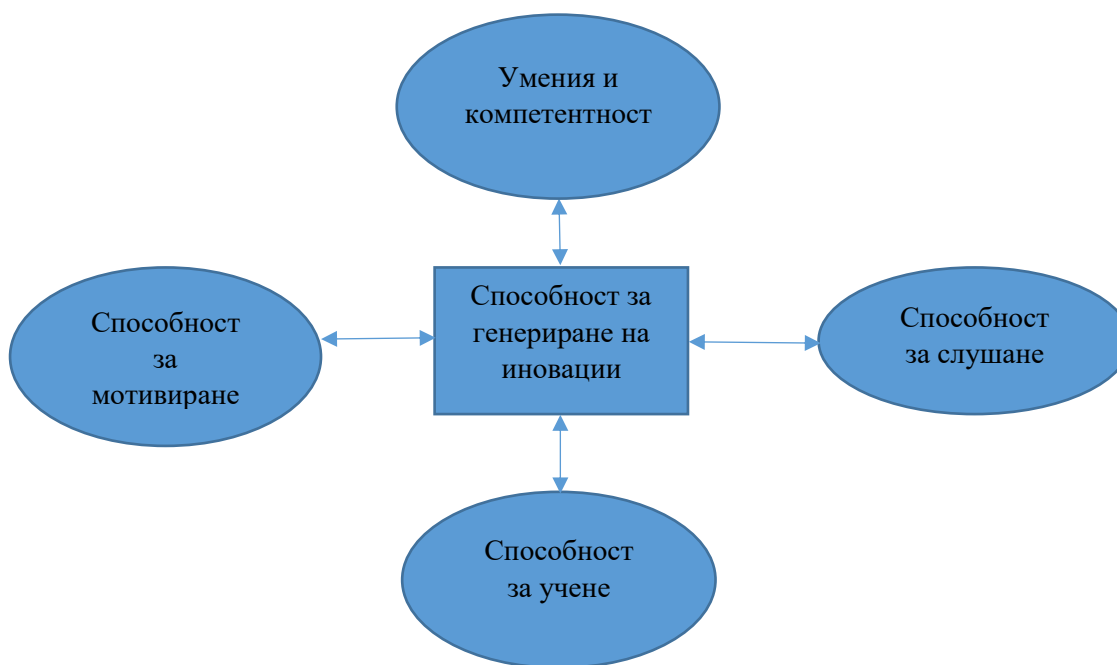 Умения и
компетентност
Способност
за
мотивиране
Способност за
генериране на
иновации
Способност
за слушане
Способност
за учене